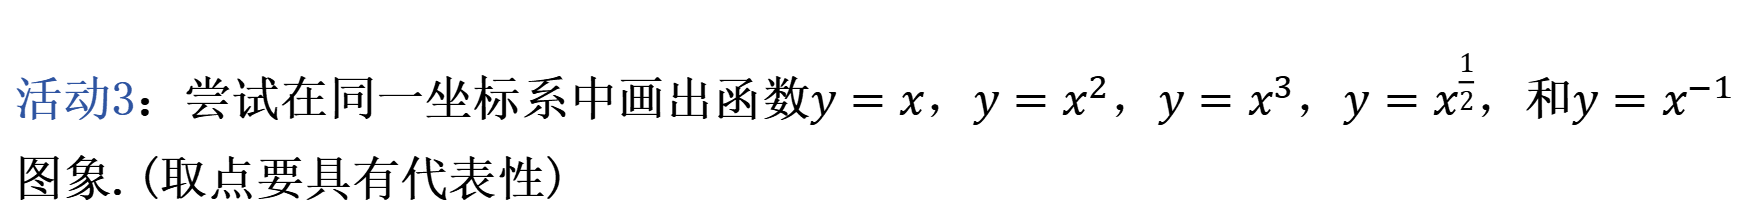 活动3：尝试在同一坐标系中画出函数y = x，y = x²，y = x³，y = x^{\frac{1}{2}}，和y = x⁻¹
图象. (取点要具有代表性)